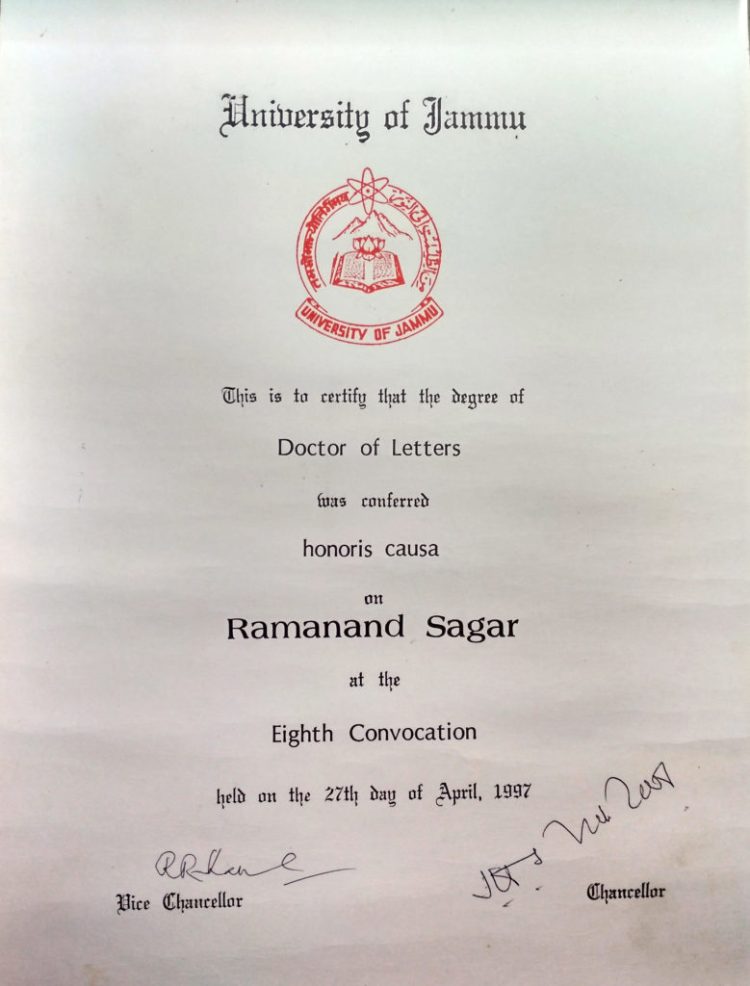 University of Jammu
तमसो मा ज्योतिर्गमय
UNIVERSITY OF JAMMU
This is to certify that the degree of
Doctor of Letters
was conferred
honoris causa
on
Ramanand Sagar
at the
Eighth Convocation
held on the 27th day of April, 1997
Vice Chancellor
Chancellor